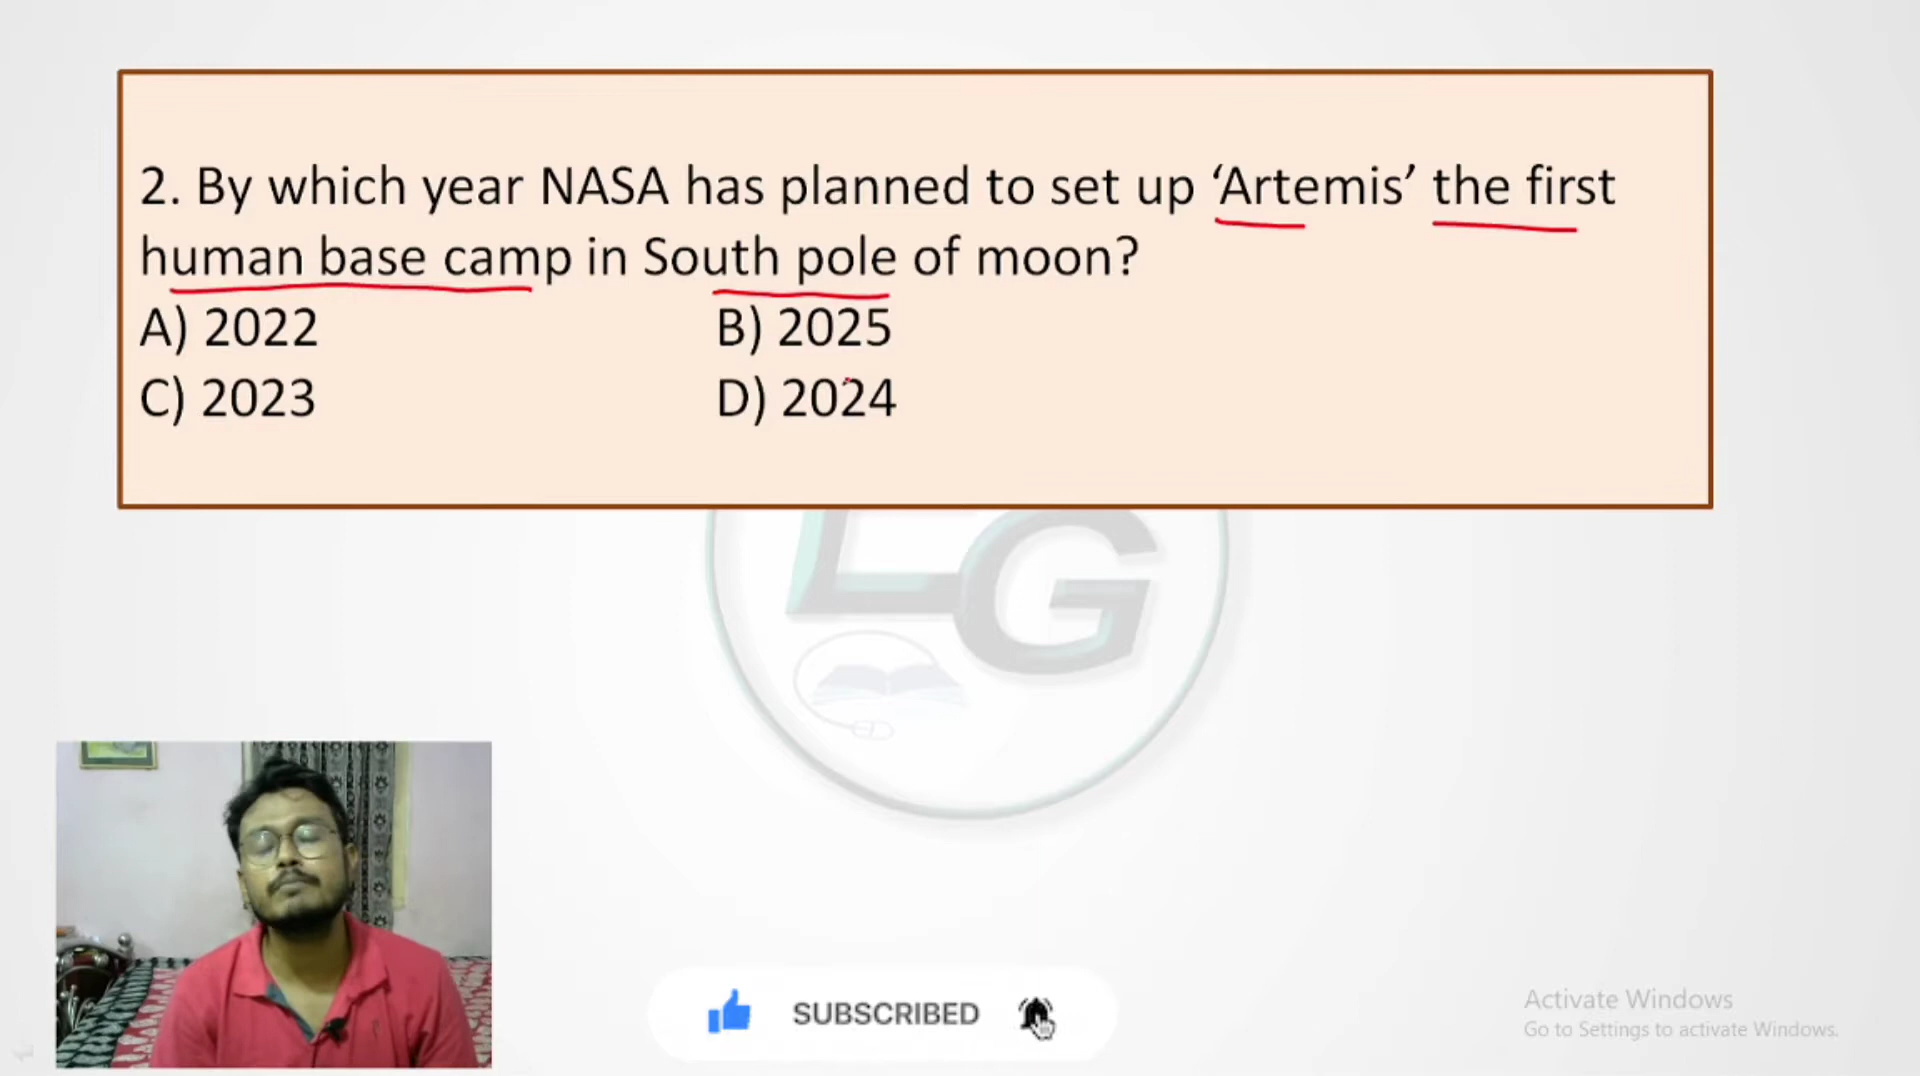 2. By which year NASA has planned to set up ‘Artemis’ the first
human base camp in South pole of moon?
A) 2022 B) 2025
C) 2023 D) 2024
LG
SUBSCRIBED
Activate Windows
Go to Settings to activate Windows.